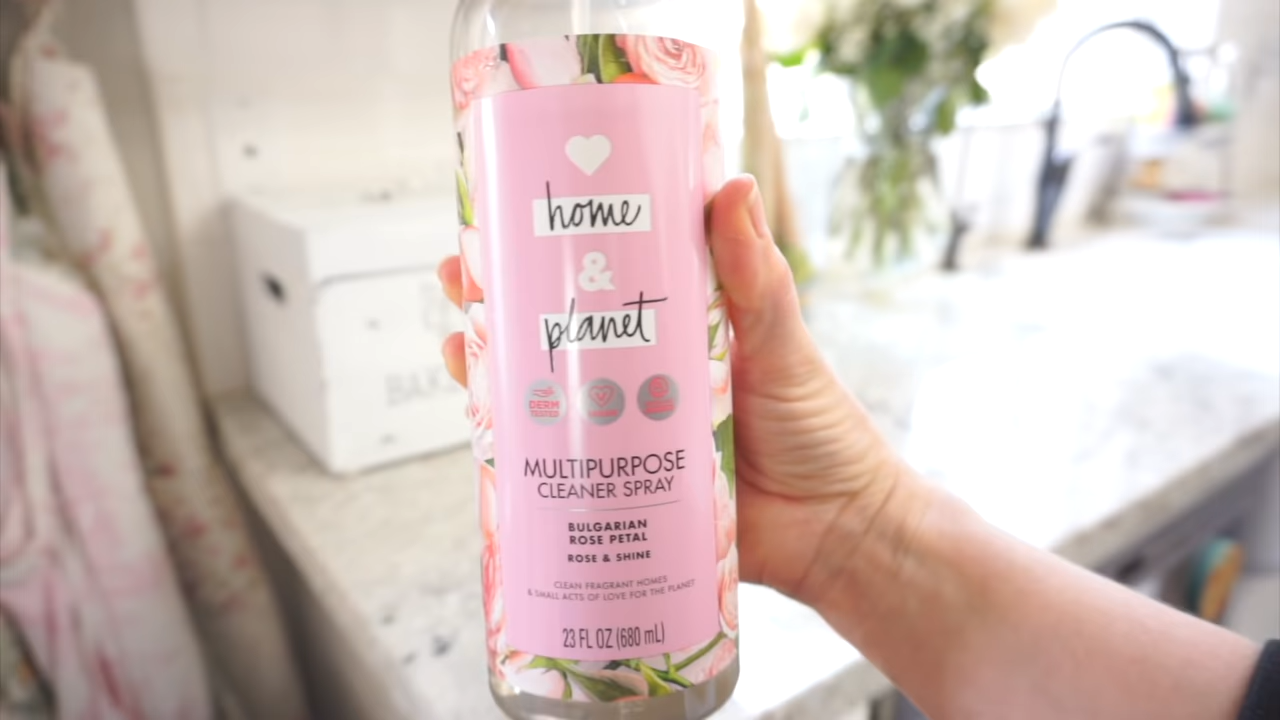 home
&
planet
DERM
TESTED
MULTIPURPOSE
CLEANER SPRAY
BULGARIAN
ROSE PETAL
ROSE & SHINE
CLEAN FRAGRANT HOMES
& SMALL ACTS OF LOVE FOR THE PLANET
23 FL OZ (680 mL)